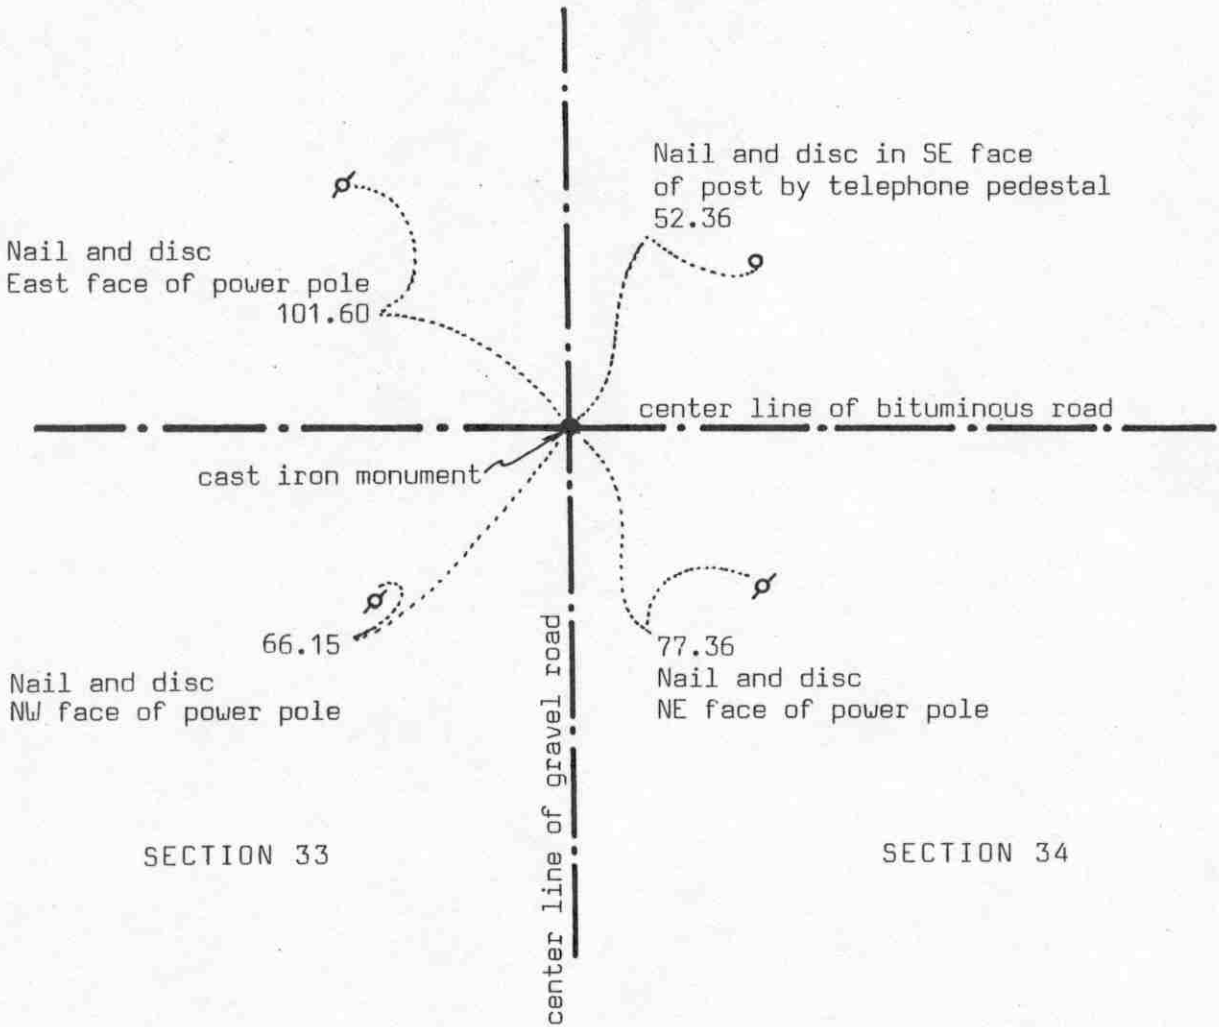 Nail and disc in SE face
of post by telephone pedestal
52.36
Nail and disc
East face of power pole
101.60
center line of bituminous road
cast iron monument
66.15
Nail and disc
NW face of power pole
77.36
Nail and disc
NE face of power pole
center line of gravel road
SECTION 33
SECTION 34